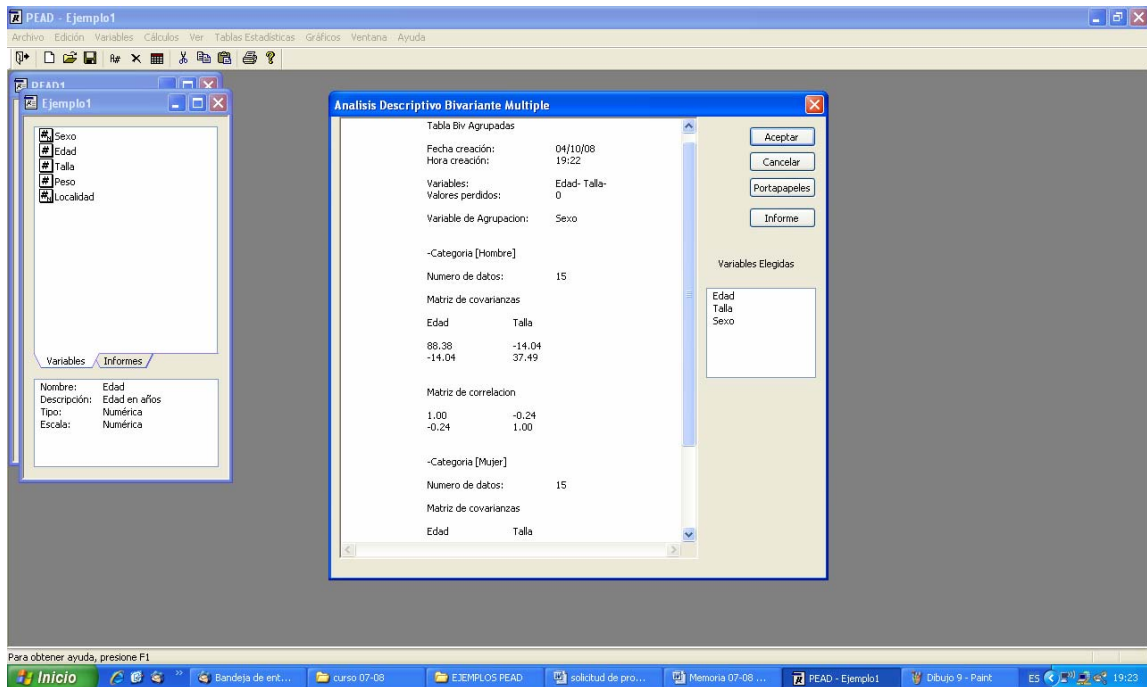 PEAD - Ejemplo1
Archivo Edición Variables Cálculos Ver Tablas Estadísticas Gráficos Ventana Ayuda
PEAD1
Ejemplo1
Sexo
Edad
Talla
Peso
Localidad
Variables Informes
Nombre: Edad
Descripción: Edad en años
Tipo: Numérica
Escala: Numérica
Analisis Descriptivo Bivariante Multiple
Tabla Biv Agrupadas
Fecha creación: 04/10/08
Hora creación: 19:22
Variables: Edad- Talla-
Valores perdidos: 0
Variable de Agrupacion: Sexo
-Categoria [Hombre]
Numero de datos: 15
Matriz de covarianzas
Edad Talla
88.38 -14.04
-14.04 37.49
Matriz de correlacion
1.00 -0.24
-0.24 1.00
-Categoria [Mujer]
Numero de datos: 15
Matriz de covarianzas
Edad Talla
Aceptar
Cancelar
Portapapeles
Informe
Variables Elegidas
Edad
Talla
Sexo
Para obtener ayuda, presione F1
Inicio
Bandeja de ent...
curso 07-08
EJEMPLOS PEAD
solicitud de pro...
Memoria 07-08 ...
PEAD - Ejemplo1
Dibujo 9 - Paint
ES
19:23